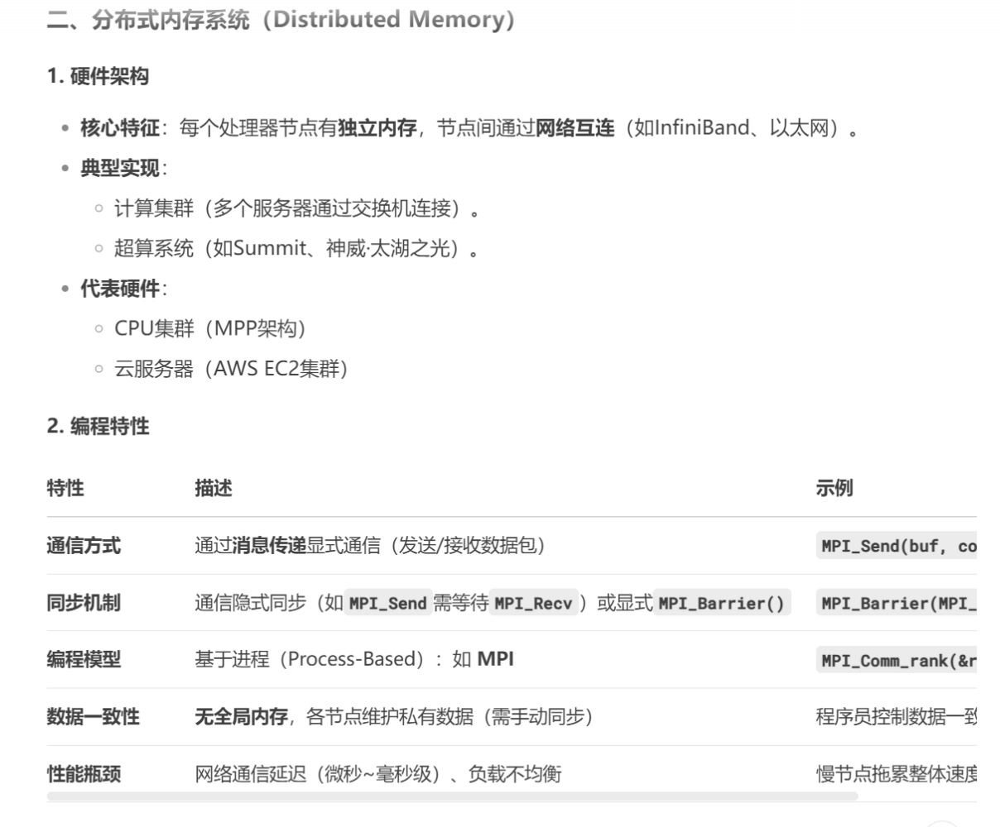 二、分布式内存系统（Distributed Memory）
1. 硬件架构
• 核心特征：每个处理器节点有独立内存，节点间通过网络互连（如InfiniBand、以太网）。
• 典型实现：
○ 计算集群（多个服务器通过交换机连接）。
○ 超算系统（如Summit、神威·太湖之光）。
• 代表硬件：
○ CPU集群（MPP架构）
○ 云服务器（AWS EC2集群）
2. 编程特性
特性 描述 示例
通信方式 通过消息传递显式通信（发送/接收数据包） MPI_Send(buf, co
同步机制 通信隐式同步（如 MPI_Send 需等待 MPI_Recv ）或显式 MPI_Barrier() MPI_Barrier(MPI_
编程模型 基于进程（Process-Based）：如 MPI MPI_Comm_rank(&r
数据一致性 无全局内存，各节点维护私有数据（需手动同步） 程序员控制数据一致
性能瓶颈 网络通信延迟（微秒~毫秒级）、负载不均衡 慢节点拖累整体速度